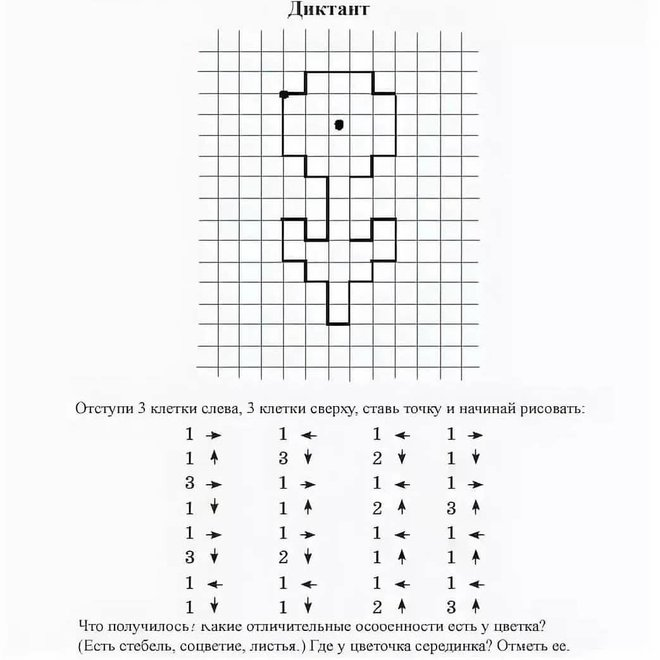 Диктант
Отступи 3 клетки слева, 3 клетки сверху, ставь точку и начинай рисовать:
1 → 1 ← 1 ← 1 →
1 ↑ 3 ↓ 2 ↓ 1 ↓
3 → 1 → 1 ← 1 →
1 ↓ 1 ↑ 2 ↑ 3 ↑
1 → 1 → 1 ← 1 ←
3 ↓ 2 ↓ 1 ↑ 1 ↑
1 ← 1 ← 1 ← 1 ←
1 ↓ 1 ↓ 2 ↑ 3 ↑
Что получилось? Какие отличительные особенности есть у цветка?
(Есть стебель, соцветие, листья.) Где у цветочка серединка? Отметь ее.